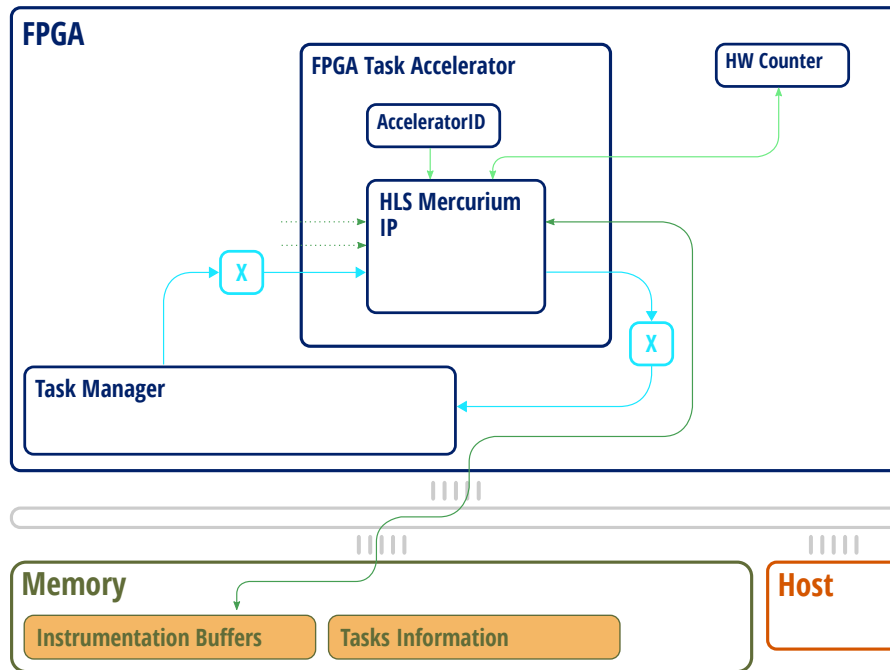 FPGA
FPGA Task Accelerator
HW Counter
AcceleratorID
HLS Mercurium
IP
X
X
Task Manager
Memory
Host
Instrumentation Buffers
Tasks Information